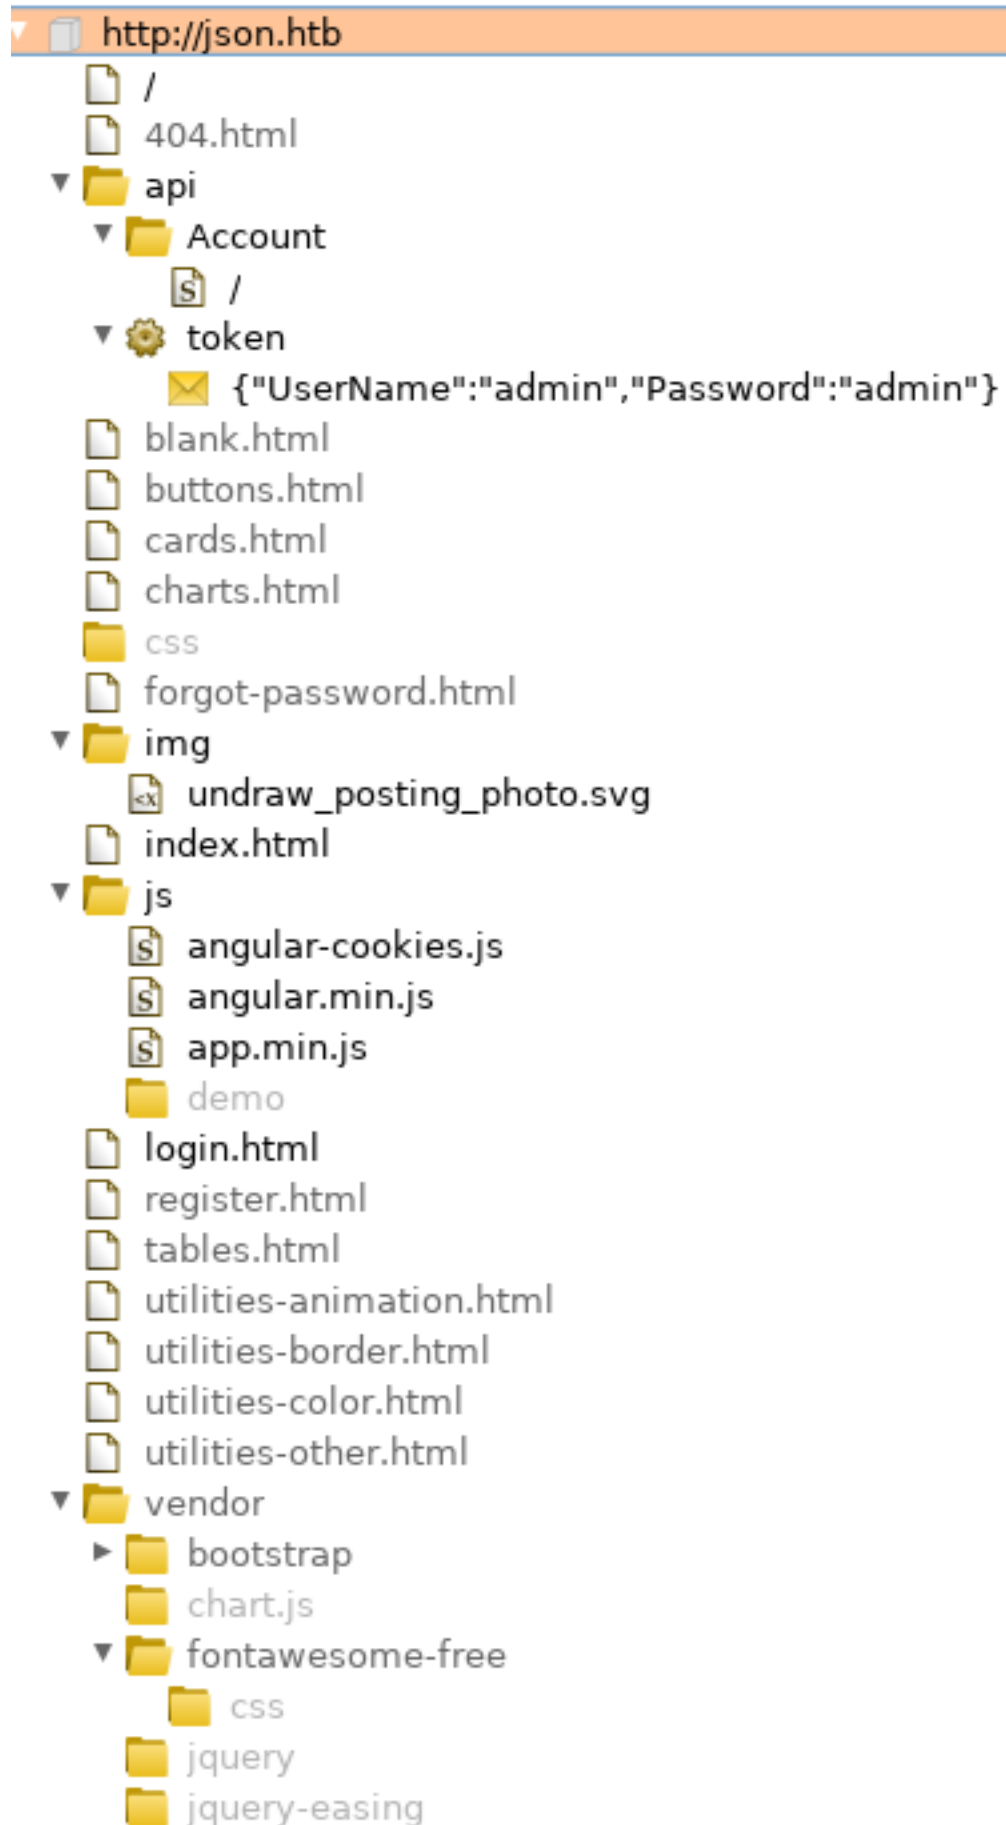 http://json.htb
/
404.html
api
Account
/
token
{"UserName":"admin","Password":"admin"}
blank.html
buttons.html
cards.html
charts.html
css
forgot-password.html
img
undraw_posting_photo.svg
index.html
js
angular-cookies.js
angular.min.js
app.min.js
demo
login.html
register.html
tables.html
utilities-animation.html
utilities-border.html
utilities-color.html
utilities-other.html
vendor
bootstrap
chart.js
fontawesome-free
css
jquery
jquery-easing